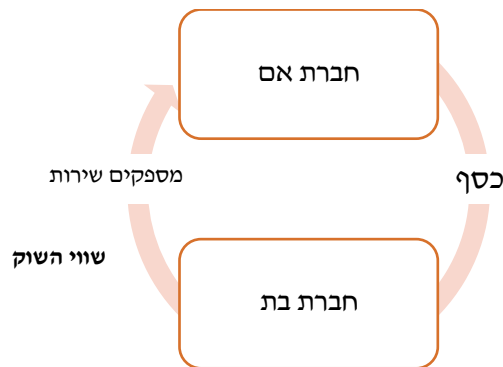 חברת אם
כסף
מספקים שירות
שווי השוק
חברת בת